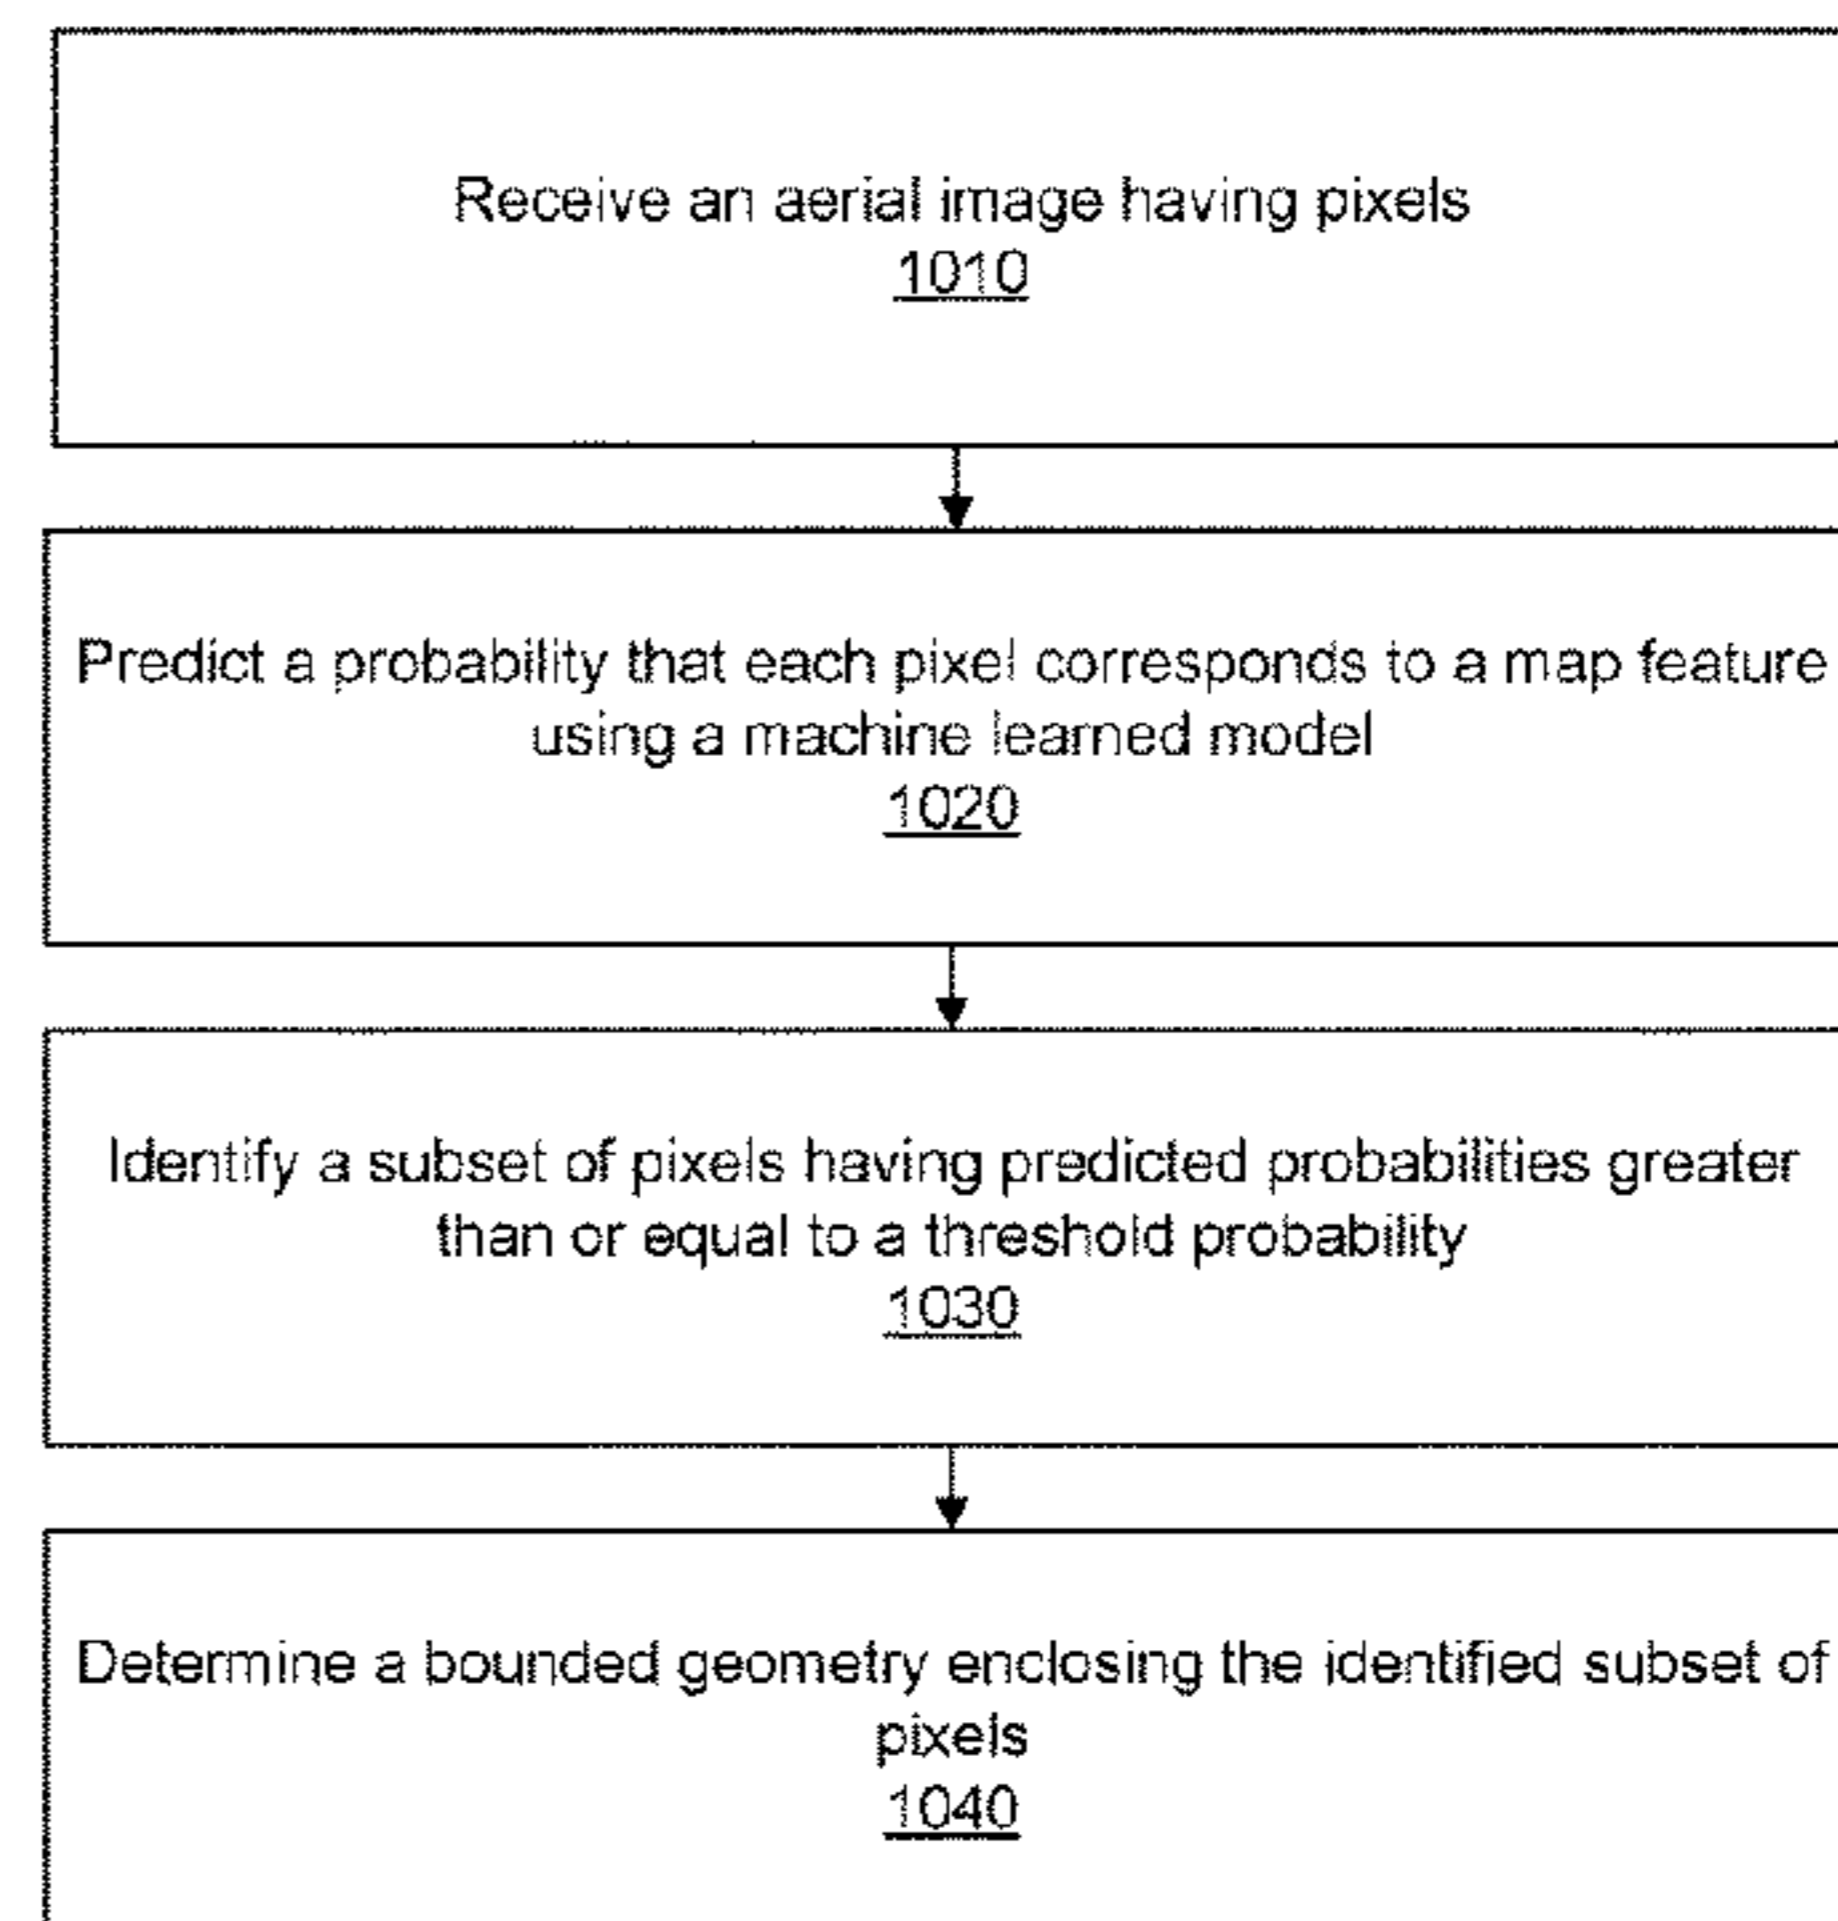 Receive an aerial image having pixels
1010
Predict a probability that each pixel corresponds to a map feature
using a machine learned model
1020
Identify a subset of pixels having predicted probabilities greater
than or equal to a threshold probability
1030
Determine a bounded geometry enclosing the identified subset of
pixels
1040